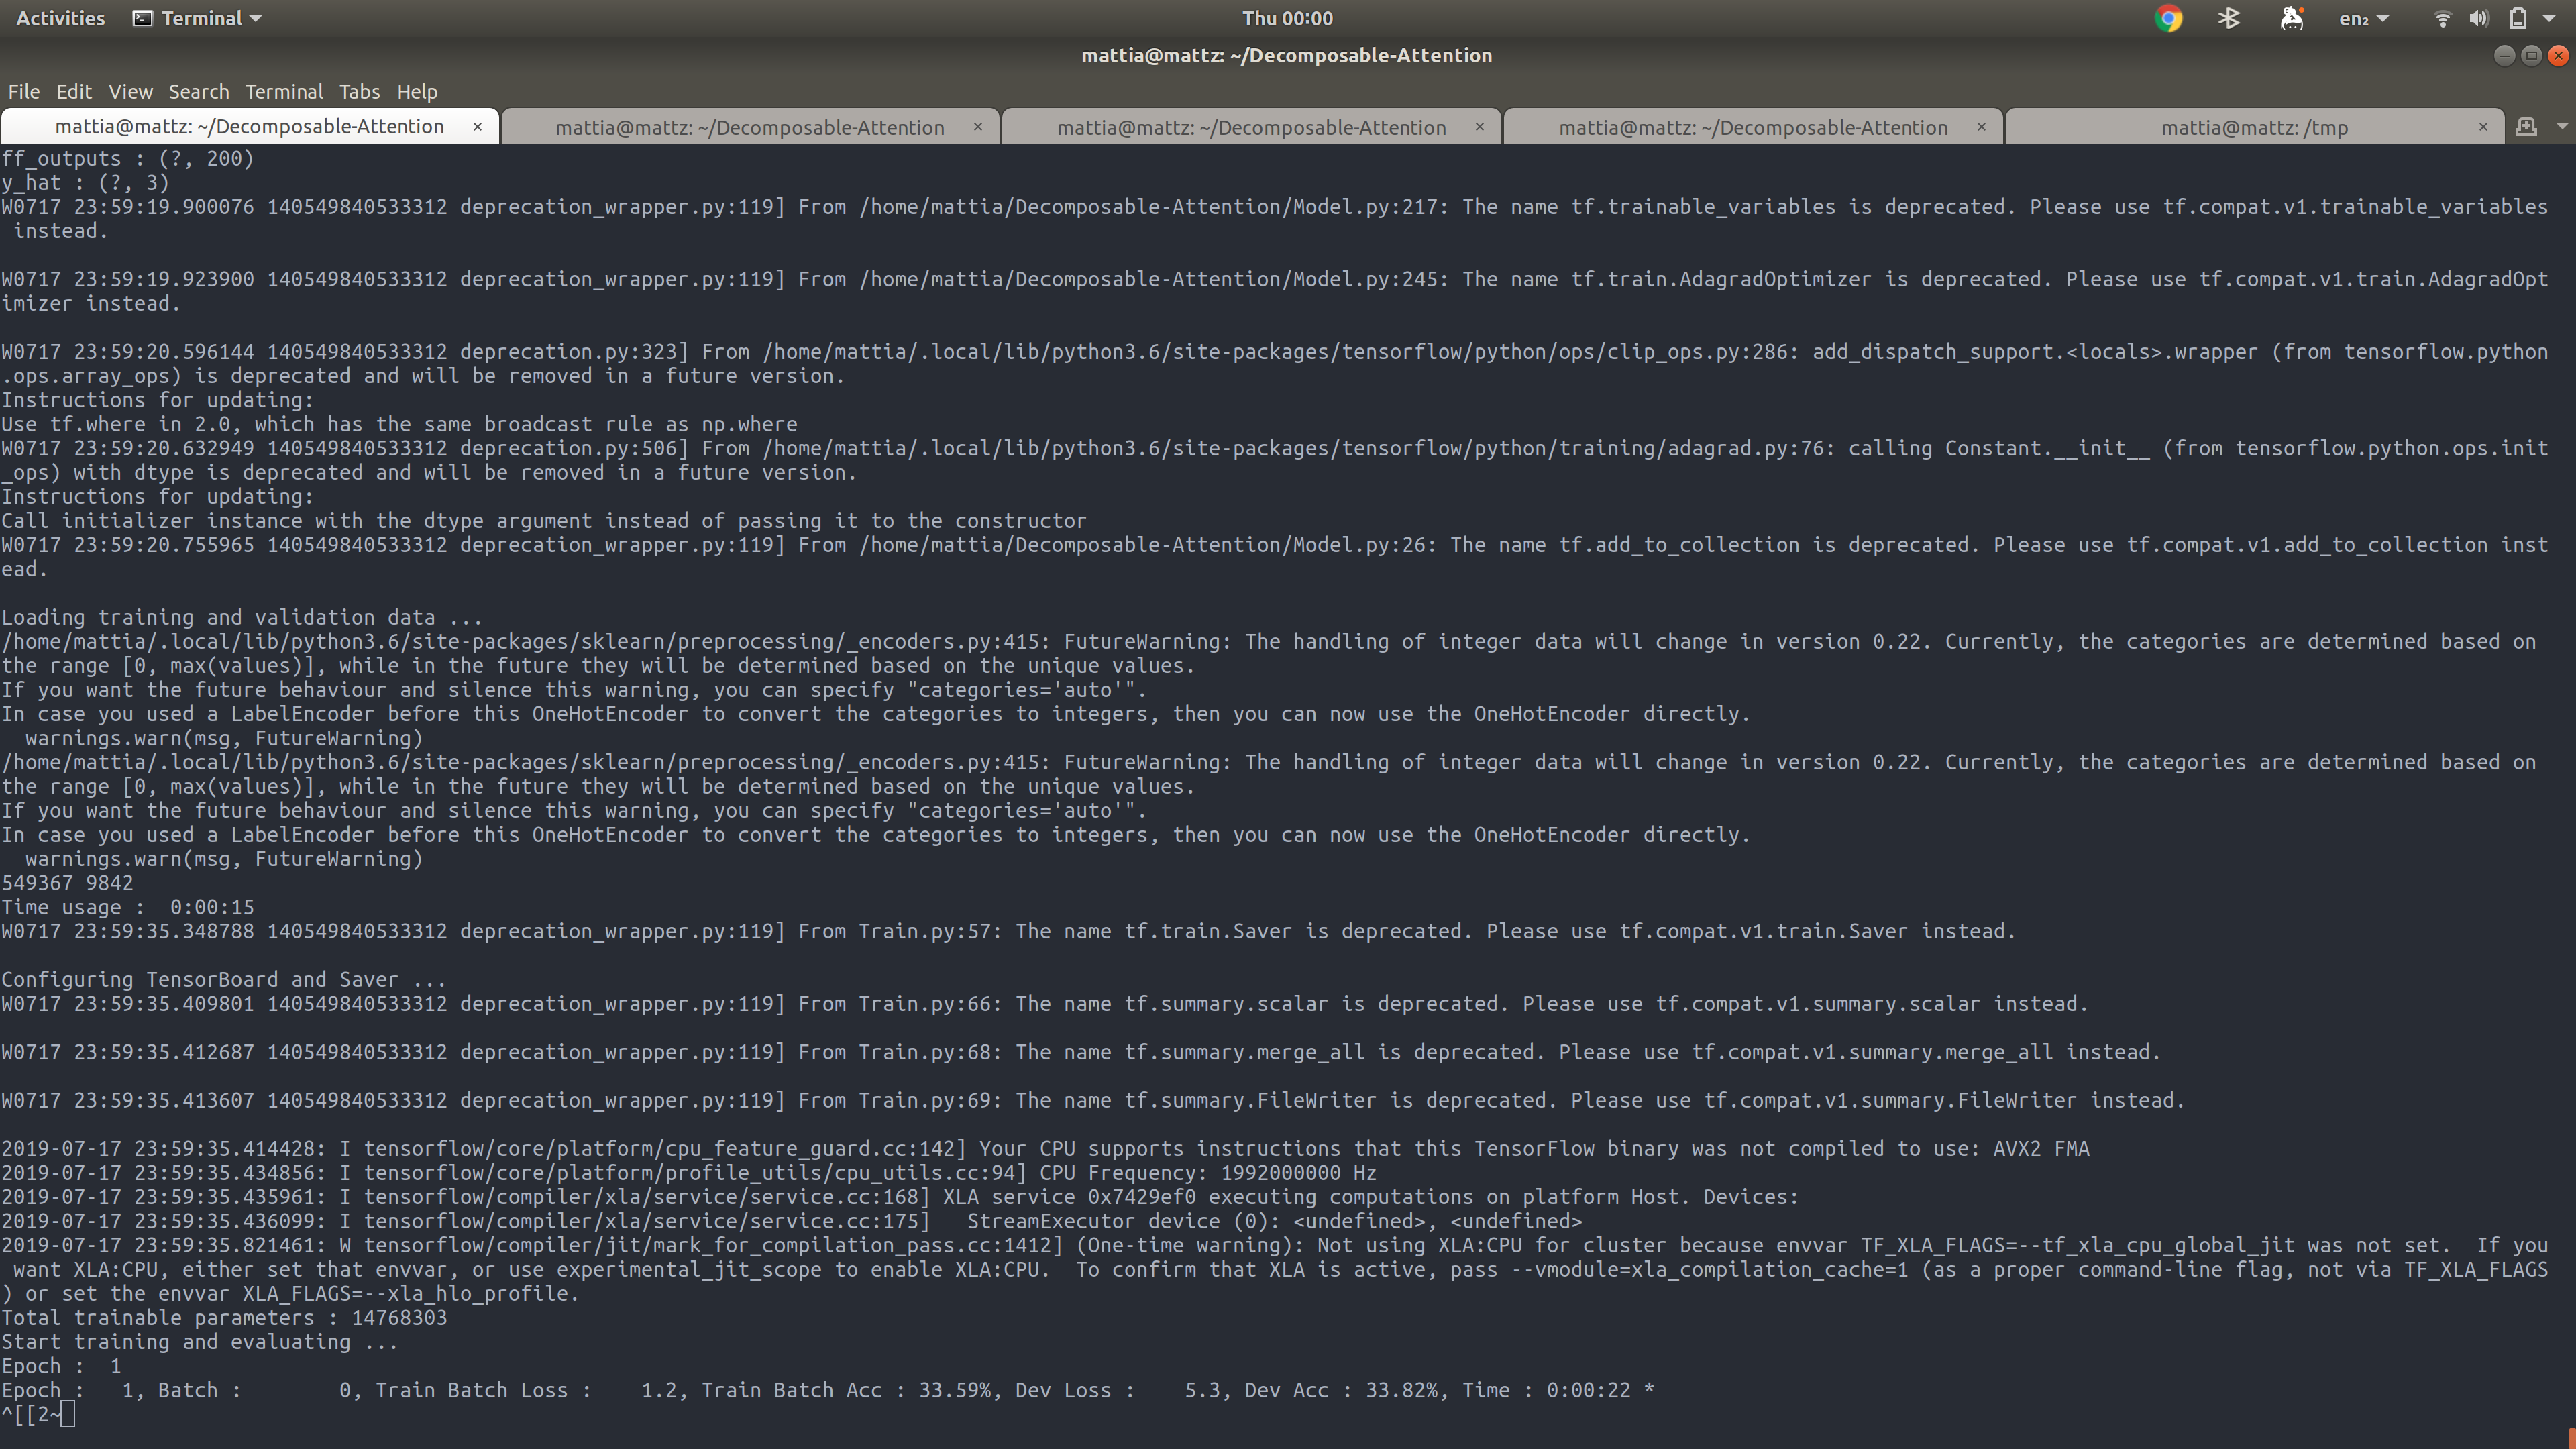 Activities Terminal Thu 00:00 en₂
mattia@mattz: ~/Decomposable-Attention
File Edit View Search Terminal Tabs Help
mattia@mattz: ~/Decomposable-Attention × mattia@mattz: ~/Decomposable-Attention × mattia@mattz: ~/Decomposable-Attention × mattia@mattz: ~/Decomposable-Attention × mattia@mattz: /tmp ×
ff_outputs : (?, 200)
y_hat : (?, 3)
W0717 23:59:19.900076 140549840533312 deprecation_wrapper.py:119] From /home/mattia/Decomposable-Attention/Model.py:217: The name tf.trainable_variables is deprecated. Please use tf.compat.v1.trainable_variables
 instead.
W0717 23:59:19.923900 140549840533312 deprecation_wrapper.py:119] From /home/mattia/Decomposable-Attention/Model.py:245: The name tf.train.AdagradOptimizer is deprecated. Please use tf.compat.v1.train.AdagradOpt
imizer instead.
W0717 23:59:20.596144 140549840533312 deprecation.py:323] From /home/mattia/.local/lib/python3.6/site-packages/tensorflow/python/ops/clip_ops.py:286: add_dispatch_support.<locals>.wrapper (from tensorflow.python
.ops.array_ops) is deprecated and will be removed in a future version.
Instructions for updating:
Use tf.where in 2.0, which has the same broadcast rule as np.where
W0717 23:59:20.632949 140549840533312 deprecation.py:506] From /home/mattia/.local/lib/python3.6/site-packages/tensorflow/python/training/adagrad.py:76: calling Constant.__init__ (from tensorflow.python.ops.init
_ops) with dtype is deprecated and will be removed in a future version.
Instructions for updating:
Call initializer instance with the dtype argument instead of passing it to the constructor
W0717 23:59:20.755965 140549840533312 deprecation_wrapper.py:119] From /home/mattia/Decomposable-Attention/Model.py:26: The name tf.add_to_collection is deprecated. Please use tf.compat.v1.add_to_collection inst
ead.
Loading training and validation data ...
/home/mattia/.local/lib/python3.6/site-packages/sklearn/preprocessing/_encoders.py:415: FutureWarning: The handling of integer data will change in version 0.22. Currently, the categories are determined based on
the range [0, max(values)], while in the future they will be determined based on the unique values.
If you want the future behaviour and silence this warning, you can specify "categories='auto'".
In case you used a LabelEncoder before this OneHotEncoder to convert the categories to integers, then you can now use the OneHotEncoder directly.
  warnings.warn(msg, FutureWarning)
/home/mattia/.local/lib/python3.6/site-packages/sklearn/preprocessing/_encoders.py:415: FutureWarning: The handling of integer data will change in version 0.22. Currently, the categories are determined based on
the range [0, max(values)], while in the future they will be determined based on the unique values.
If you want the future behaviour and silence this warning, you can specify "categories='auto'".
In case you used a LabelEncoder before this OneHotEncoder to convert the categories to integers, then you can now use the OneHotEncoder directly.
  warnings.warn(msg, FutureWarning)
549367 9842
Time usage :  0:00:15
W0717 23:59:35.348788 140549840533312 deprecation_wrapper.py:119] From Train.py:57: The name tf.train.Saver is deprecated. Please use tf.compat.v1.train.Saver instead.
Configuring TensorBoard and Saver ...
W0717 23:59:35.409801 140549840533312 deprecation_wrapper.py:119] From Train.py:66: The name tf.summary.scalar is deprecated. Please use tf.compat.v1.summary.scalar instead.
W0717 23:59:35.412687 140549840533312 deprecation_wrapper.py:119] From Train.py:68: The name tf.summary.merge_all is deprecated. Please use tf.compat.v1.summary.merge_all instead.
W0717 23:59:35.413607 140549840533312 deprecation_wrapper.py:119] From Train.py:69: The name tf.summary.FileWriter is deprecated. Please use tf.compat.v1.summary.FileWriter instead.
2019-07-17 23:59:35.414428: I tensorflow/core/platform/cpu_feature_guard.cc:142] Your CPU supports instructions that this TensorFlow binary was not compiled to use: AVX2 FMA
2019-07-17 23:59:35.434856: I tensorflow/core/platform/profile_utils/cpu_utils.cc:94] CPU Frequency: 1992000000 Hz
2019-07-17 23:59:35.435961: I tensorflow/compiler/xla/service/service.cc:168] XLA service 0x7429ef0 executing computations on platform Host. Devices:
2019-07-17 23:59:35.436099: I tensorflow/compiler/xla/service/service.cc:175]   StreamExecutor device (0): <undefined>, <undefined>
2019-07-17 23:59:35.821461: W tensorflow/compiler/jit/mark_for_compilation_pass.cc:1412] (One-time warning): Not using XLA:CPU for cluster because envvar TF_XLA_FLAGS=--tf_xla_cpu_global_jit was not set.  If you
 want XLA:CPU, either set that envvar, or use experimental_jit_scope to enable XLA:CPU.  To confirm that XLA is active, pass --vmodule=xla_compilation_cache=1 (as a proper command-line flag, not via TF_XLA_FLAGS
) or set the envvar XLA_FLAGS=--xla_hlo_profile.
Total trainable parameters : 14768303
Start training and evaluating ...
Epoch :  1
Epoch :   1, Batch :        0, Train Batch Loss :    1.2, Train Batch Acc : 33.59%, Dev Loss :    5.3, Dev Acc : 33.82%, Time : 0:00:22 *
^[[2~